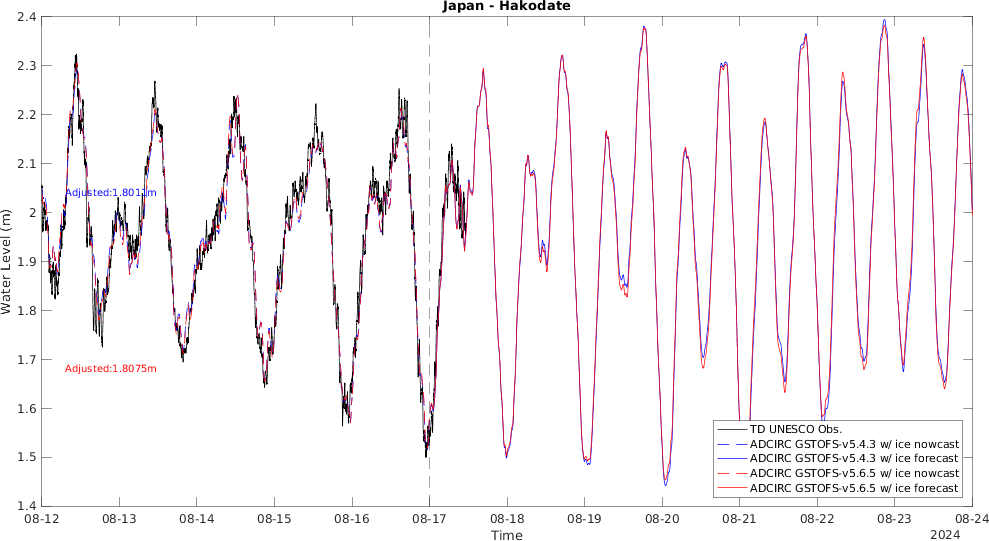 Japan - Hakodate
2.4
2.3
2.2
2.1
2
1.9
1.8
1.7
1.6
1.5
1.4
Water Level (m)
Adjusted:1.8011m
Adjusted:1.8075m
TD UNESCO Obs.
ADCIRC GSTOFS-v5.4.3 w/ ice nowcast
ADCIRC GSTOFS-v5.4.3 w/ ice forecast
ADCIRC GSTOFS-v5.6.5 w/ ice nowcast
ADCIRC GSTOFS-v5.6.5 w/ ice forecast
08-12 08-13 08-14 08-15 08-16 08-17 08-18 08-19 08-20 08-21 08-22 08-23 08-24
Time
2024